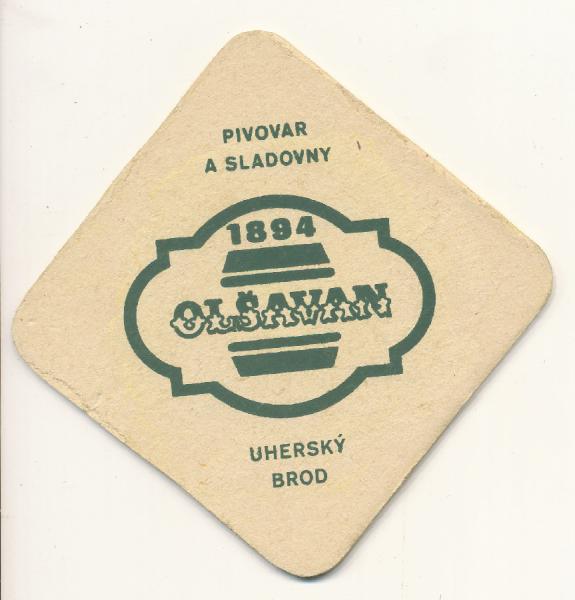 PIVOVAR
A SLADOVNY
1894
OLŠAVAN
UHERSKÝ
BROD